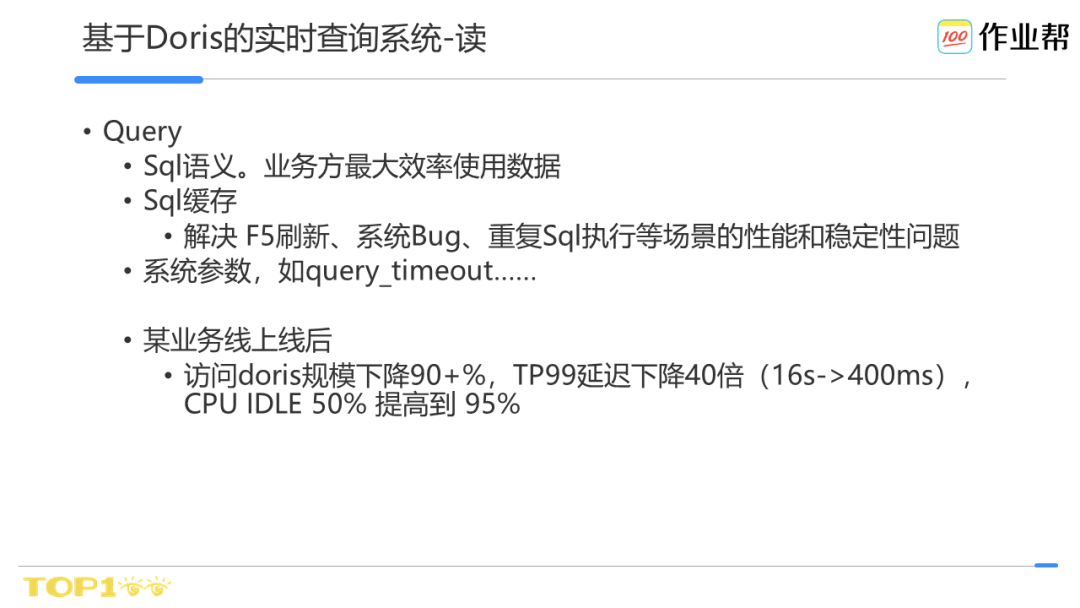 基于Doris的实时查询系统-读
100 作业帮
• Query
• Sql语义。业务方最大效率使用数据
• Sql缓存
• 解决 F5刷新、系统Bug、重复Sql执行等场景的性能和稳定性问题
• 系统参数，如query_timeout......
• 某业务线上线后
• 访问doris规模下降90+%，TP99延迟下降40倍（16s->400ms），
CPU IDLE 50% 提高到 95%
TOP100